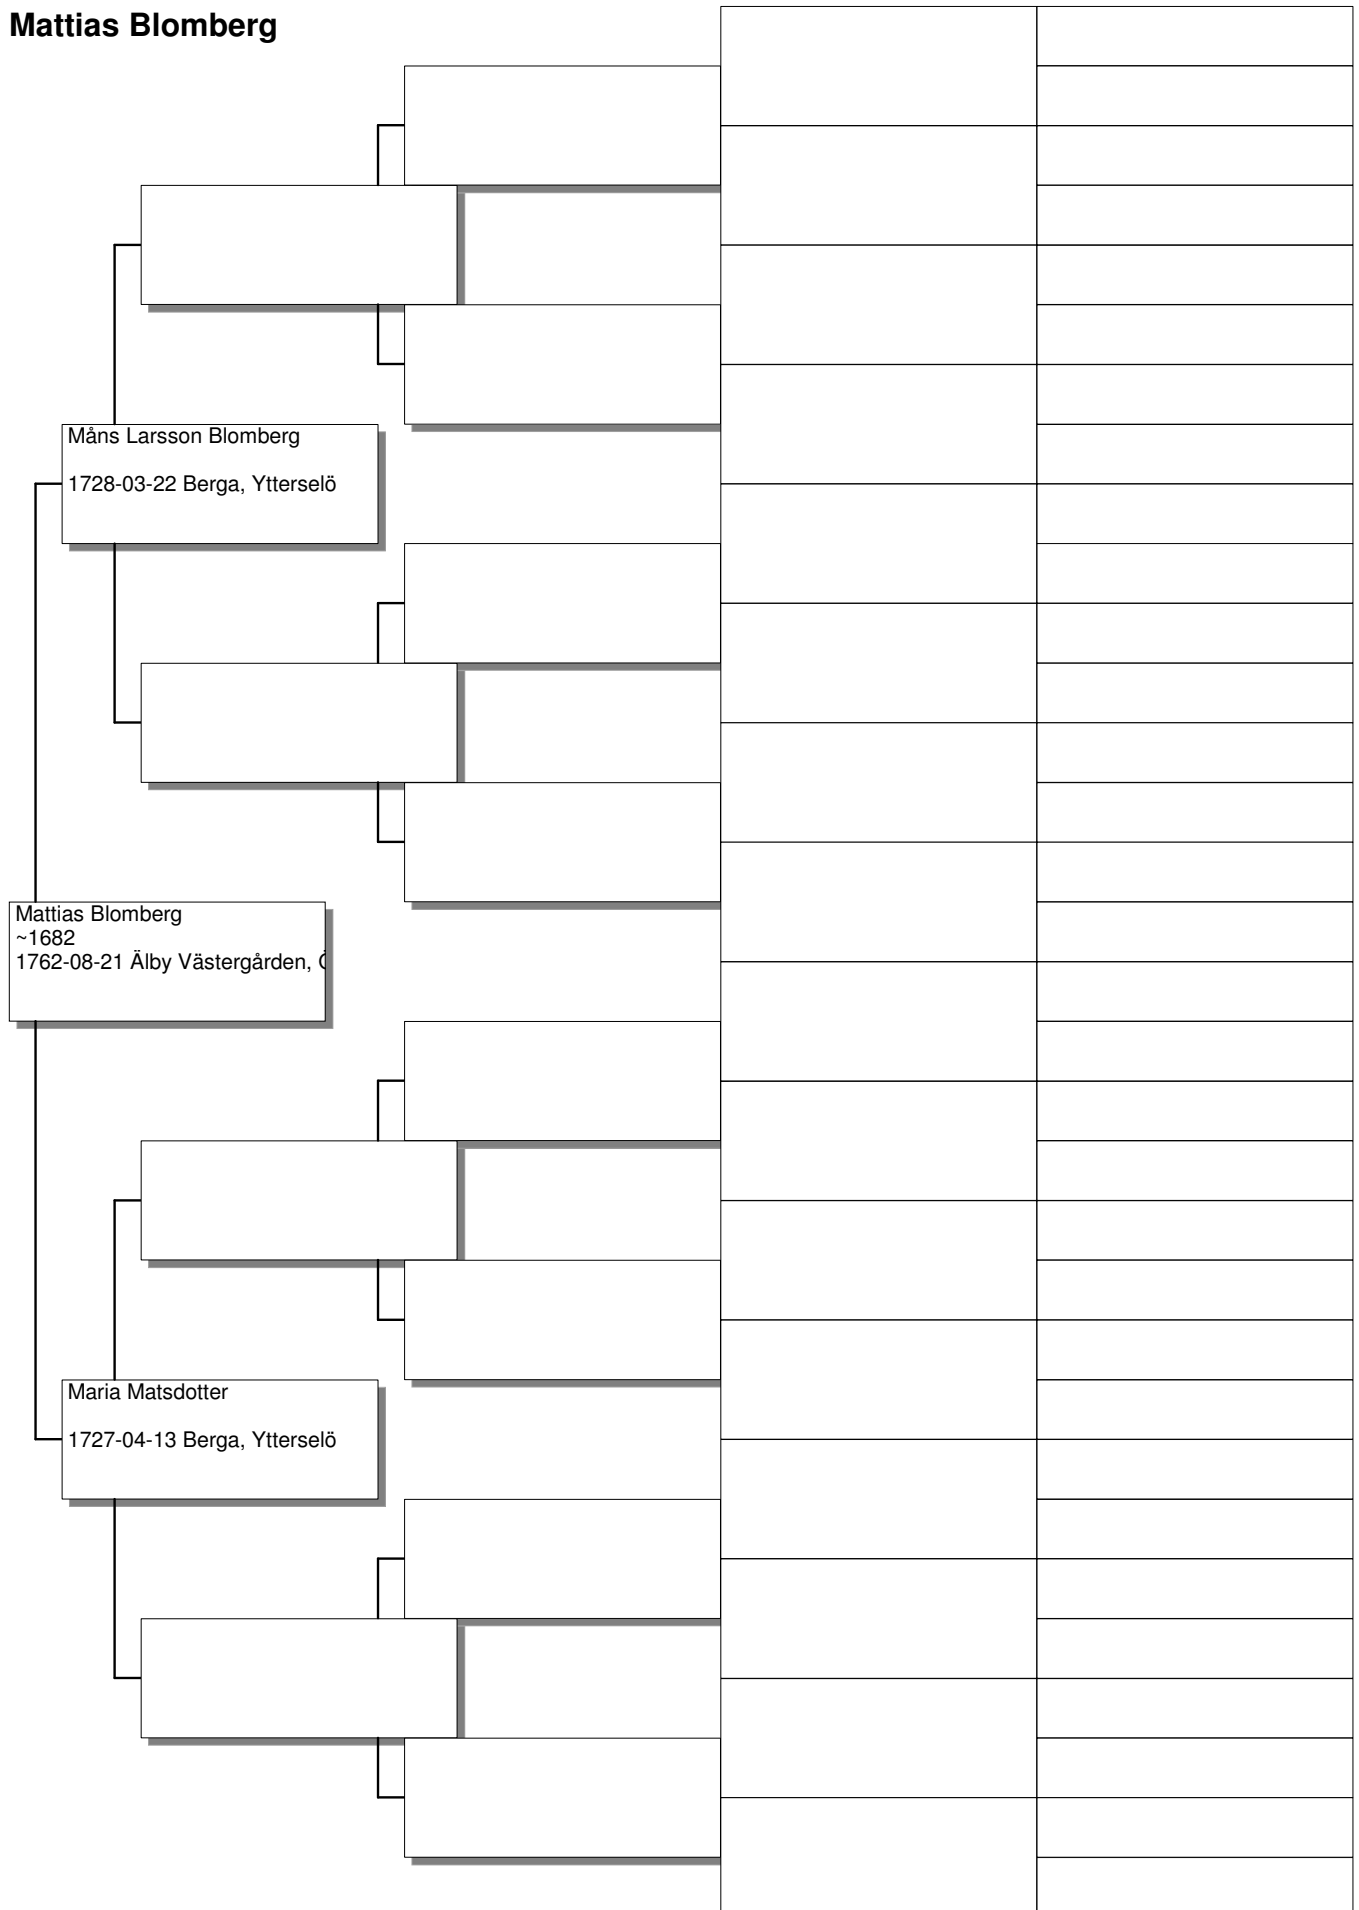 Mattias Blomberg
Måns Larsson Blomberg
1728-03-22 Berga, Ytterselö
Mattias Blomberg
~1682
1762-08-21 Älby Västergården,
Maria Matsdotter
1727-04-13 Berga, Ytterselö